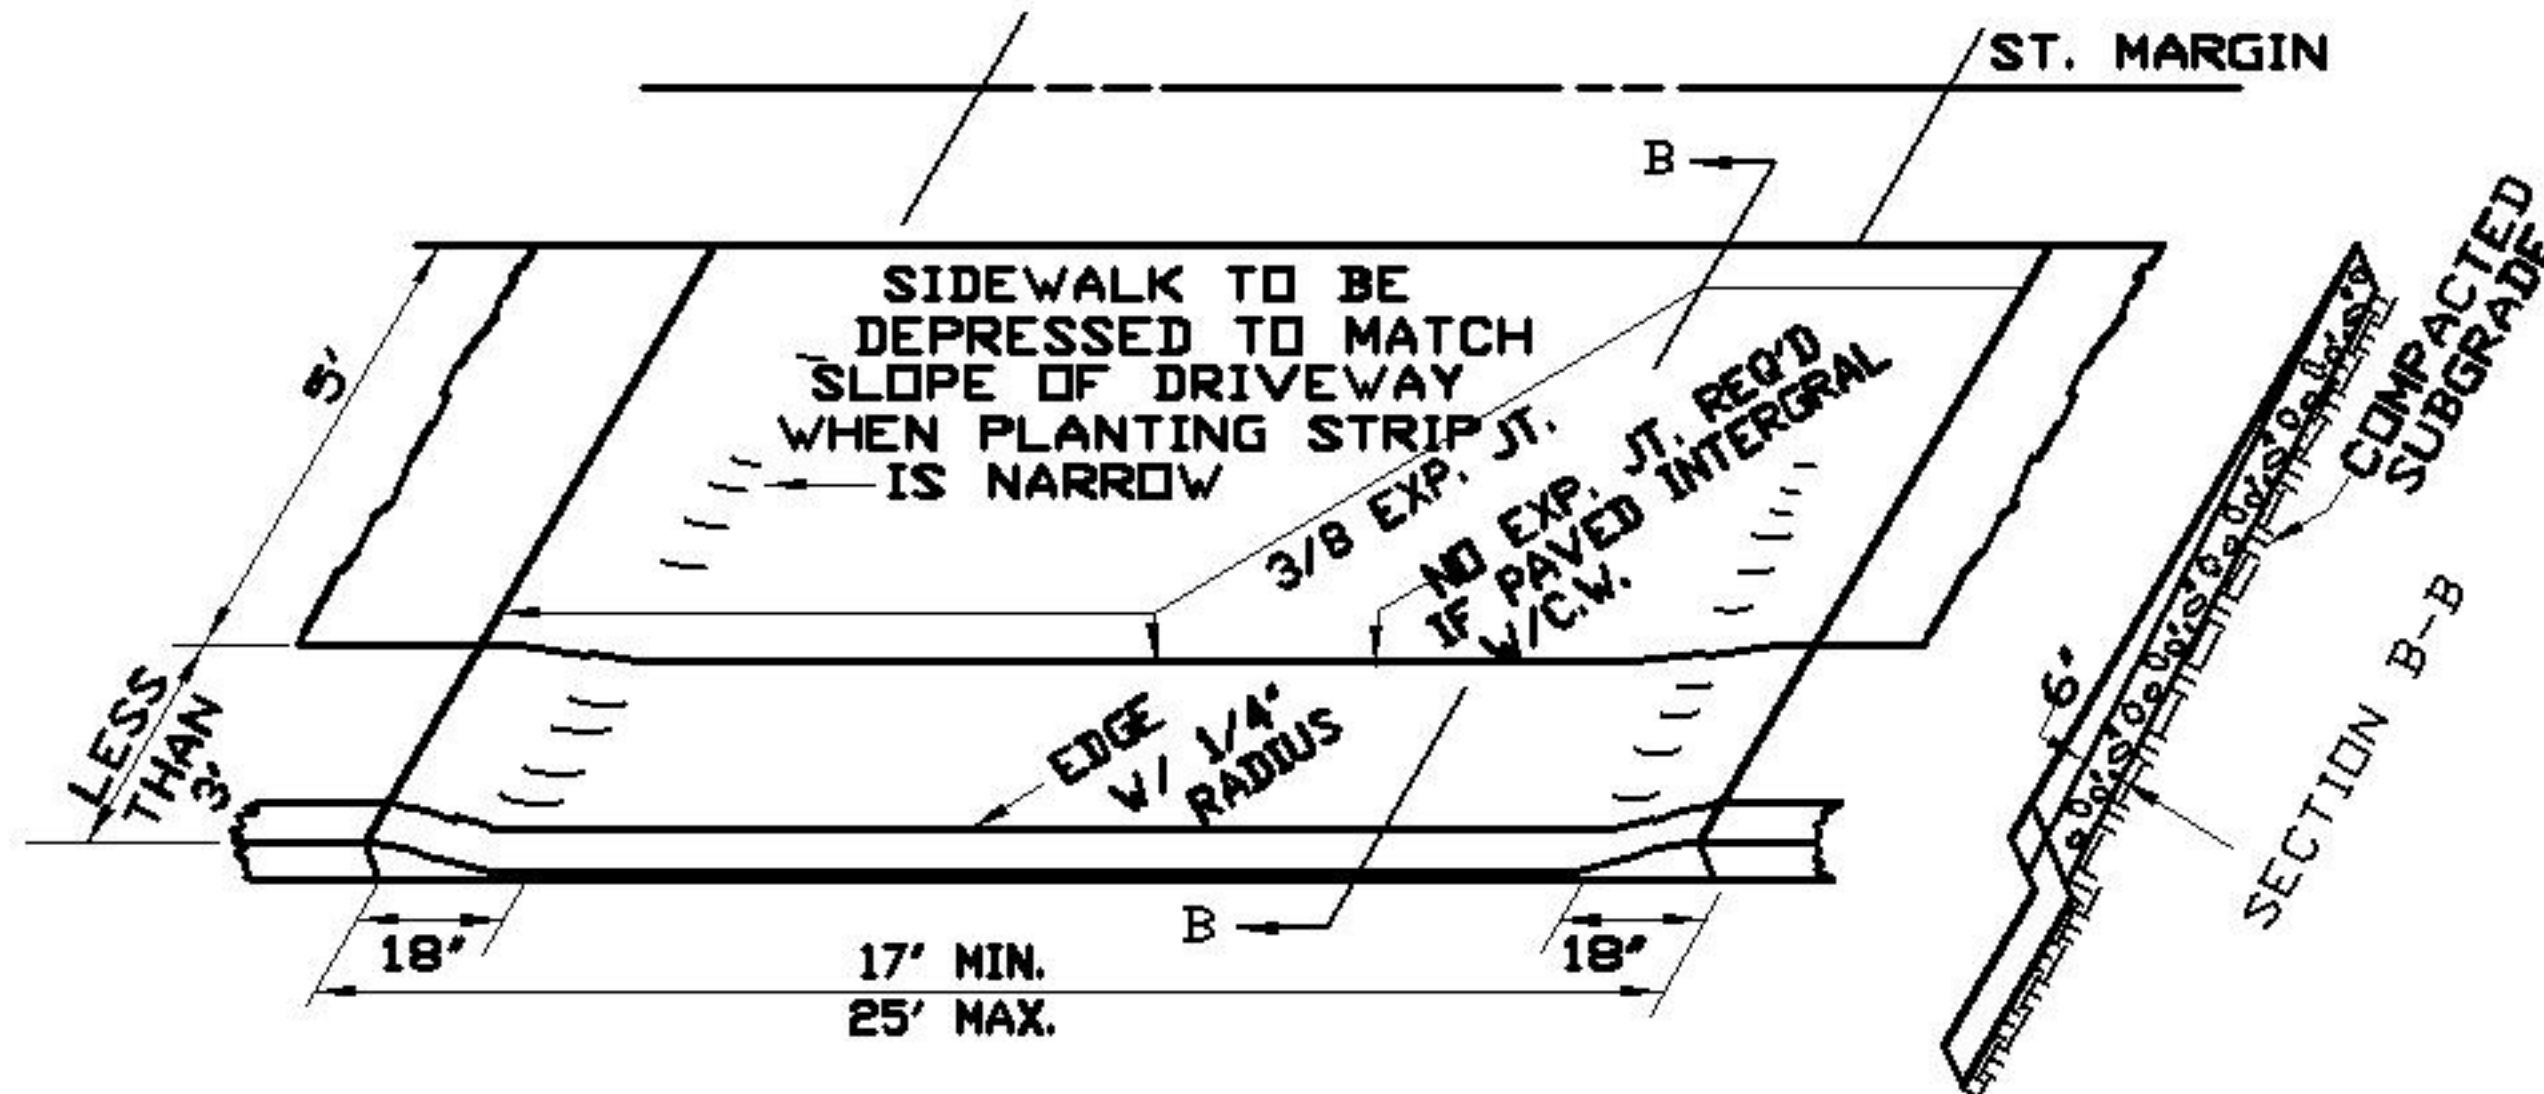 ST. MARGIN
B
SIDEWALK TO BE
DEPRESSED TO MATCH
SLOPE OF DRIVEWAY
WHEN PLANTING STRIP
IS NARROW
5'
3/8 EXP. JT.
NO EXP. JT. REQ'D
IF PAVED INTERGRAL
W/C.W.
COMPACTED
SUBGRADE
LESS
THAN
3'
EDGE
W/ 1/4"
RADIUS
6"
SECTION B-B
B
18"
18"
17' MIN.
25' MAX.